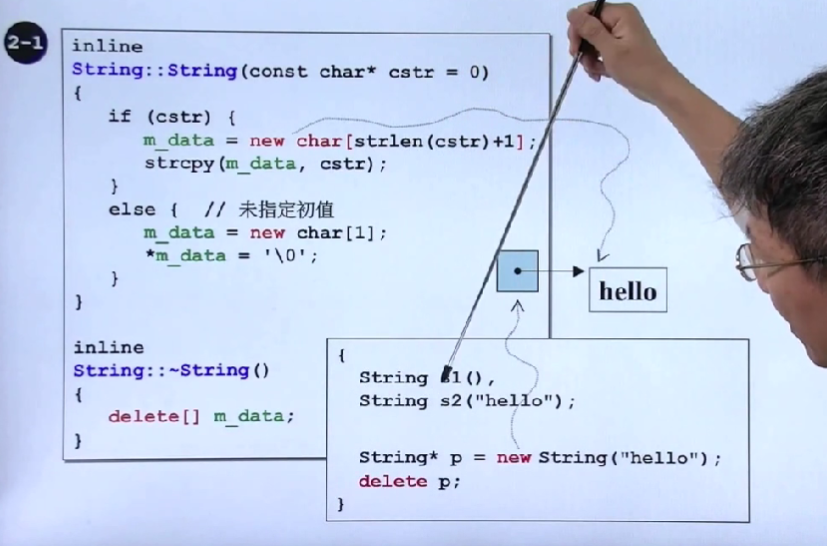 2-1
inline
String::String(const char* cstr = 0)
{
if (cstr) {
m_data = new char[strlen(cstr)+1];
strcpy(m_data, cstr);
}
else { // 未指定初值
m_data = new char[1];
*m_data = '\0';
}
}
inline
String::~String()
{
delete[] m_data;
}
hello
{
String s1(),
String s2("hello");
String* p = new String("hello");
delete p;
}